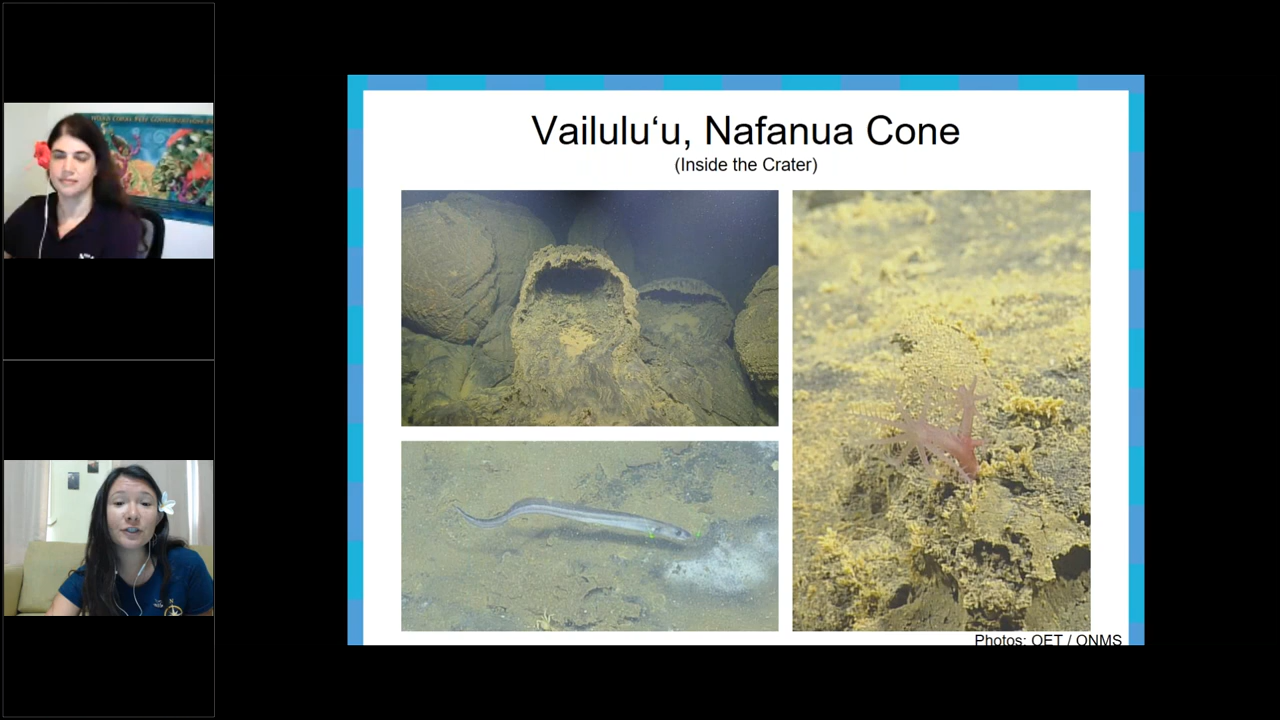 Vailulu‘u, Nafanua Cone
(Inside the Crater)
Photos: OET / ONMS